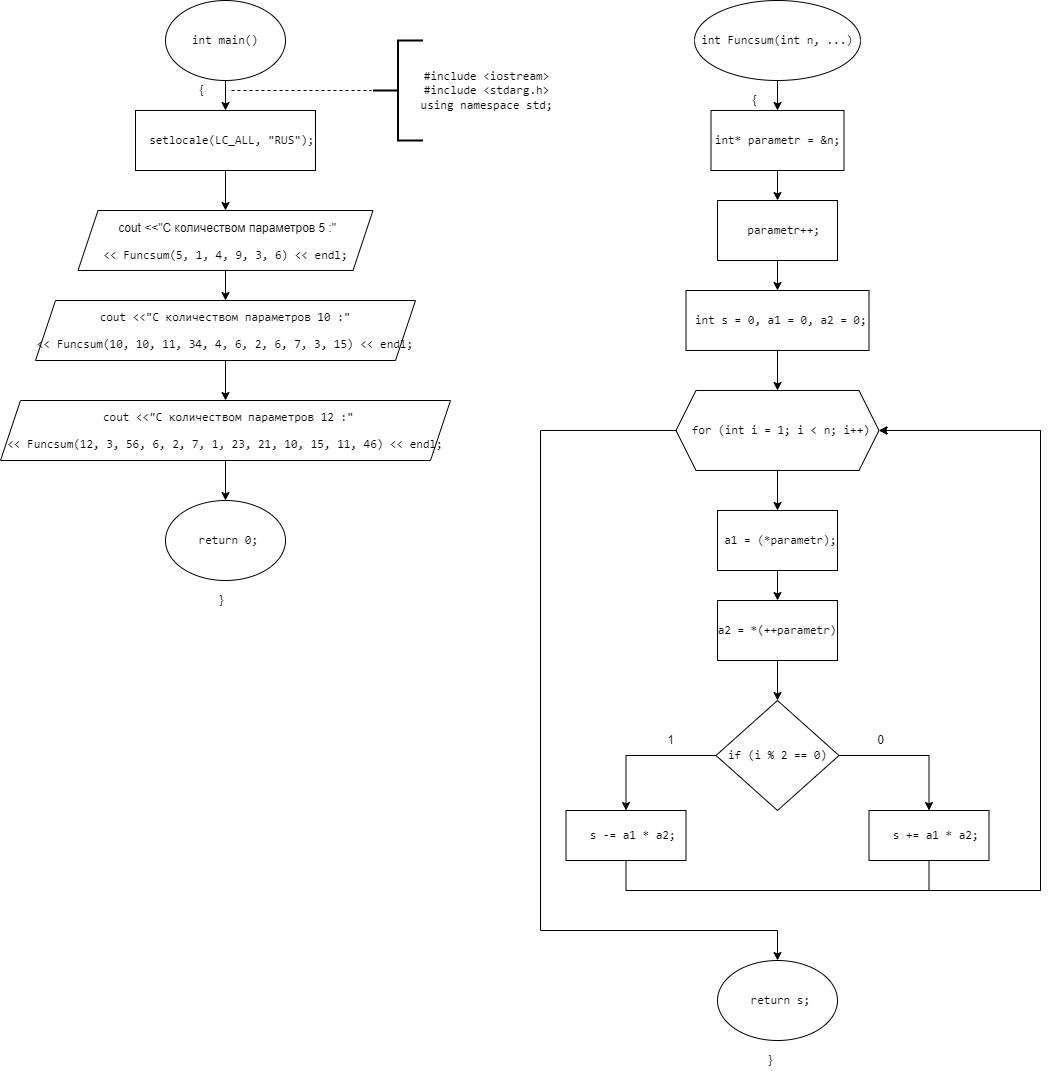 int main()
{
#include <iostream>
#include <stdarg.h>
using namespace std;
setlocale(LC_ALL, "RUS");
cout <<"С количеством параметров 5 :"
<< Funcsum(5, 1, 4, 9, 3, 6) << endl;
cout <<"С количеством параметров 10 :"
<< Funcsum(10, 10, 11, 34, 4, 6, 2, 6, 7, 3, 15) << endl;
cout <<"С количеством параметров 12 :"
<< Funcsum(12, 3, 56, 6, 2, 7, 1, 23, 21, 10, 15, 11, 46) << endl;
return 0;
}
int Funcsum(int n, ...)
{
int* parametr = &n;
parametr++;
int s = 0, a1 = 0, a2 = 0;
for (int i = 1; i < n; i++)
a1 = (*parametr);
a2 = *(++parametr)
if (i % 2 == 0)
1
0
s -= a1 * a2;
s += a1 * a2;
return s;
}